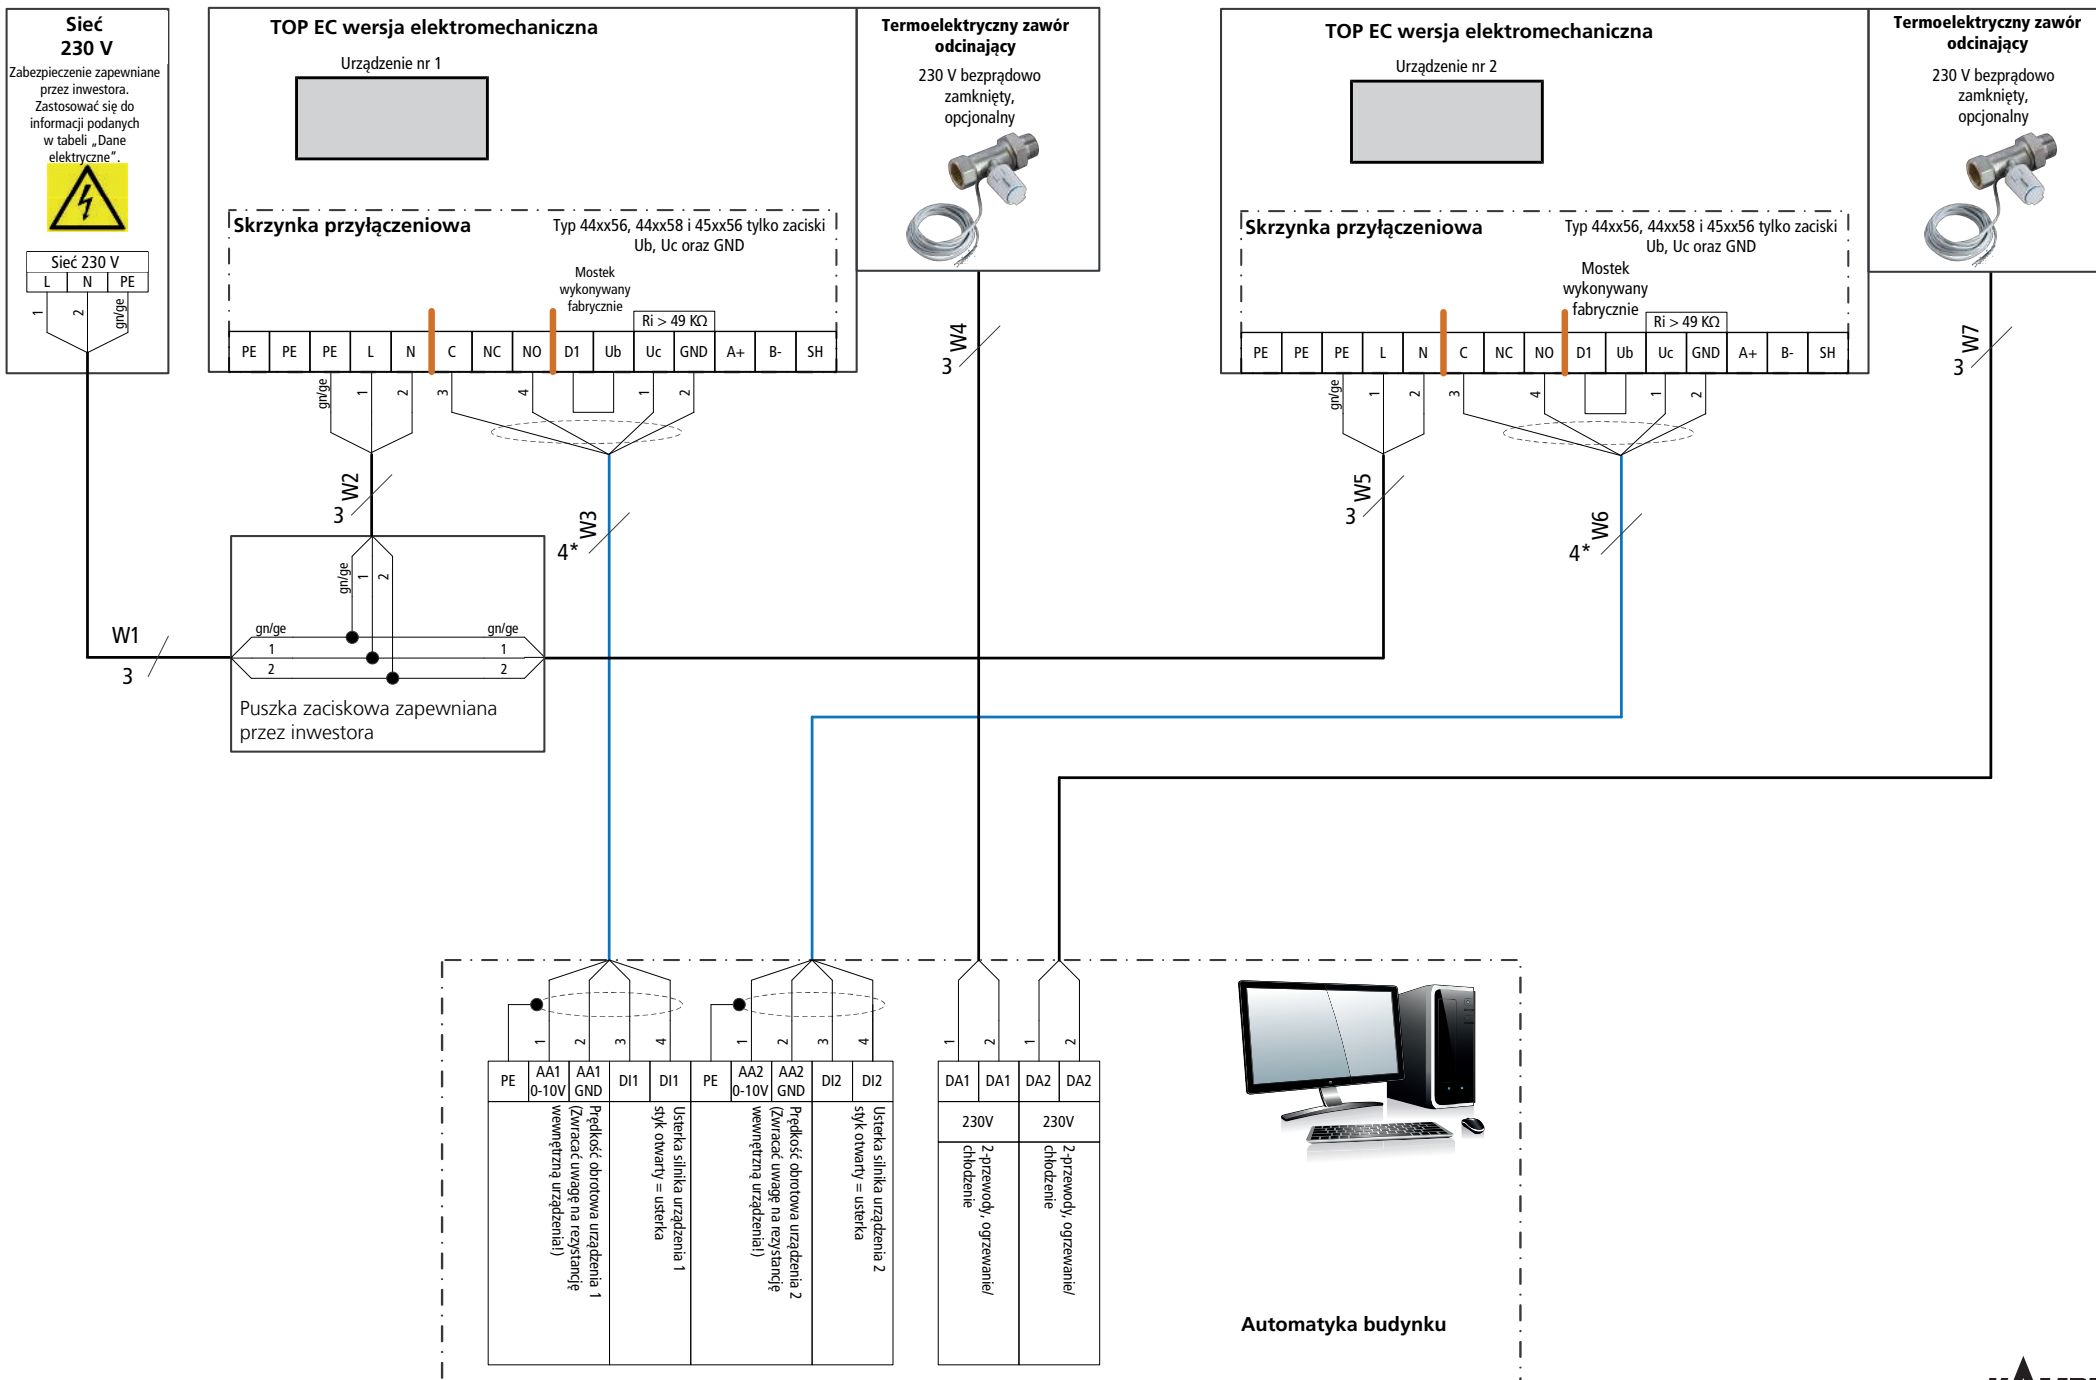 Sieć
230 V
Zabezpieczenie zapewniane
przez inwestora.
Zastosować się do
informacji podanych
w tabeli „Dane
elektryczne”.
Sieć 230 V
L N PE
1 2 gn/ge
TOP EC wersja elektromechaniczna
Urządzenie nr 1
Skrzynka przyłączeniowa
Typ 44xx56, 44xx58 i 45xx56 tylko zaciski
Ub, Uc oraz GND
Mostek
wykonywany
fabrycznie
Ri > 49 KΩ
PE PE PE L N C NC NO D1 Ub Uc GND A+ B- SH
gn/ge 1 2 3 4 1 2
Termoelektryczny zawór
odcinający
230 V bezprądowo
zamknięty,
opcjonalny
TOP EC wersja elektromechaniczna
Urządzenie nr 2
Skrzynka przyłączeniowa
Typ 44xx56, 44xx58 i 45xx56 tylko zaciski
Ub, Uc oraz GND
Mostek
wykonywany
fabrycznie
Ri > 49 KΩ
PE PE PE L N C NC NO D1 Ub Uc GND A+ B- SH
gn/ge 1 2 3 4 1 2
Termoelektryczny zawór
odcinający
230 V bezprądowo
zamknięty,
opcjonalny
W4
3
W7
3
W2
3
W3
4*
W5
3
W6
4*
W1
3
gn/ge 1 2
gn/ge gn/ge
1 1
2 2
Puszka zaciskowa zapewniana
przez inwestora
1 2 3 4 1 2 3 4 1 2 1 2
PE AA1 0-10V AA1 GND DI1 DI1 PE AA2 0-10V AA2 GND DI2 DI2 DA1 DA1 DA2 DA2
230V 230V
Prędkość obrotowa urządzenia 1
(Zwracać uwagę na rezystancję
wewnętrzną urządzenia!)
Usterka silnika urządzenia 1
styk otwarty = usterka
Prędkość obrotowa urządzenia 2
(Zwracać uwagę na rezystancję
wewnętrzną urządzenia!)
Usterka silnika urządzenia 2
styk otwarty = usterka
2-przewody, ogrzewanie/
chłodzenie
2-przewody, ogrzewanie/
chłodzenie
Automatyka budynku